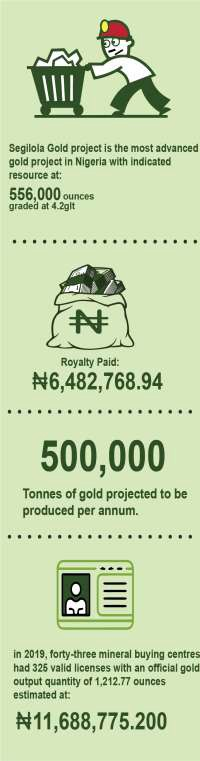 Segilola Gold project is the most advanced
gold project in Nigeria with indicated
resource at:
556,000 ounces
graded at 4.2glt
₦
Royalty Paid:
₦6,482,768.94
500,000
Tonnes of gold projected to be
produced per annum.
in 2019, forty-three mineral buying centres
had 325 valid licenses with an official gold
output quantity of 1,212.77 ounces
estimated at:
₦11,688,775.200